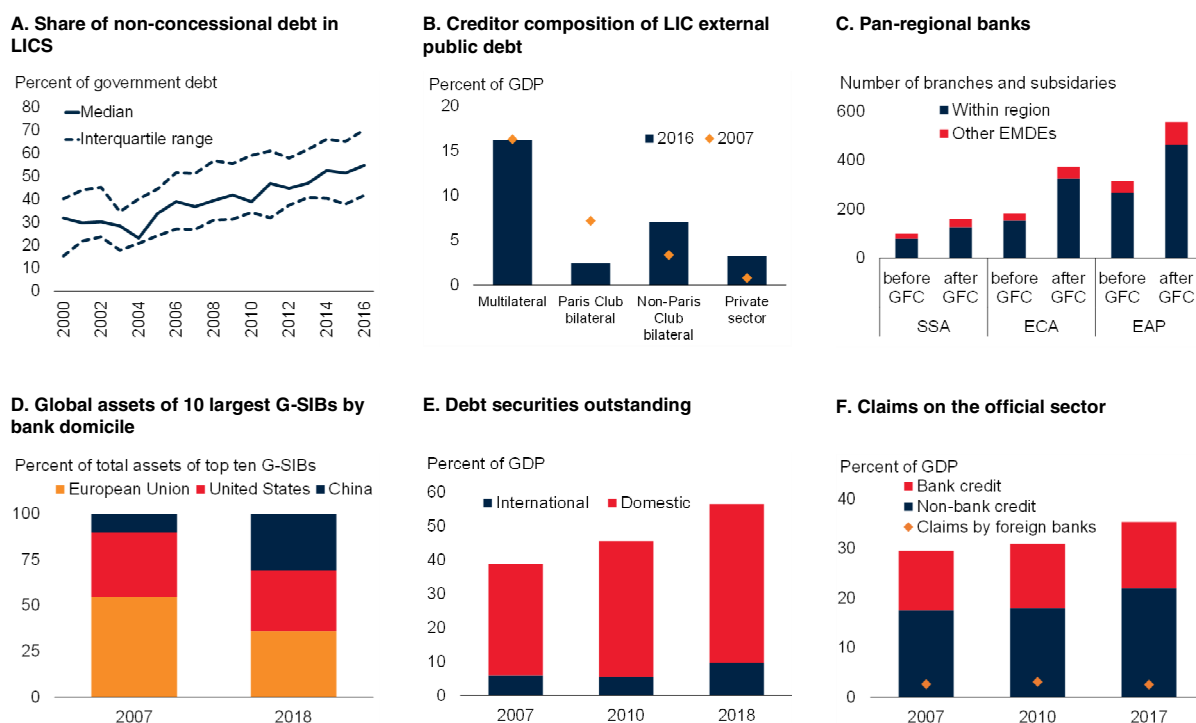 A. Share of non-concessional debt in
LICS
Percent of government debt
80
70
60
50
40
30
20
10
0
Median
Interquartile range
2000
2002
2004
2006
2008
2010
2012
2014
2016
B. Creditor composition of LIC external
public debt
Percent of GDP
20
15
10
5
0
2016
2007
Multilateral
Paris Club
bilateral
Non-Paris
Club
bilateral
Private
sector
C. Pan-regional banks
Number of branches and subsidaries
600
400
200
0
Within region
Other EMDEs
before
GFC
after
GFC
before
GFC
after
GFC
before
GFC
after
GFC
SSA
ECA
EAP
D. Global assets of 10 largest G-SIBs by
bank domicile
Percent of total assets of top ten G-SIBs
European Union
United States
China
100
75
50
25
0
2007
2018
E. Debt securities outstanding
Percent of GDP
60
50
40
30
20
10
0
International
Domestic
2007
2010
2018
F. Claims on the official sector
Percent of GDP
40
30
20
10
0
Bank credit
Non-bank credit
Claims by foreign banks
2007
2010
2017